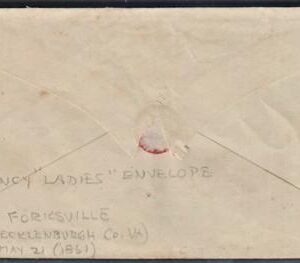 NCY "LADIES" ENVELOPE
FORKSVILLE
ECKLENBURGH CO. VA)
MAY 21 (1861)